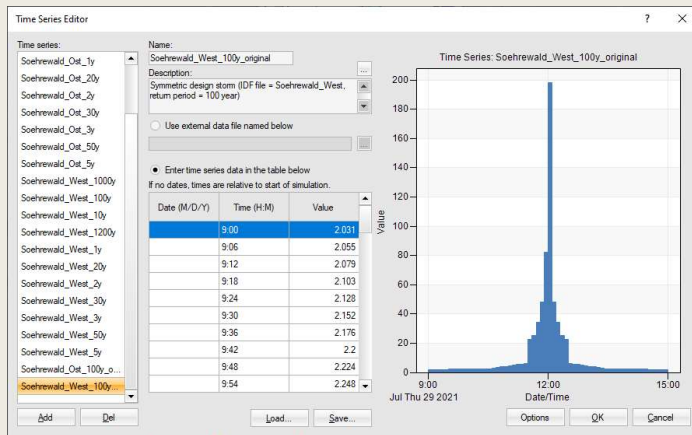 Time Series Editor
? X
Time series:
Soehrewald_Ost_1y
Soehrewald_Ost_20y
Soehrewald_Ost_2y
Soehrewald_Ost_30y
Soehrewald_Ost_3y
Soehrewald_Ost_50y
Soehrewald_Ost_5y
Soehrewald_West_1000y
Soehrewald_West_100y
Soehrewald_West_10y
Soehrewald_West_1200y
Soehrewald_West_1y
Soehrewald_West_20y
Soehrewald_West_2y
Soehrewald_West_30y
Soehrewald_West_3y
Soehrewald_West_50y
Soehrewald_West_5y
Soehrewald_Ost_100y_o...
Soehrewald_West_100y...
Add Del
Name:
Soehrewald_West_100y_original
...
Description:
Symmetric design storm (IDF file = Soehrewald_West,
return period = 100 year)
Use external data file named below
Enter time series data in the table below
If no dates, times are relative to start of simulation.
Date (M/D/Y) Time (H:M) Value
9:00 2.031
9:06 2.055
9:12 2.079
9:18 2.103
9:24 2.128
9:30 2.152
9:36 2.176
9:42 2.2
9:48 2.224
9:54 2.248
Load... Save...
Time Series: Soehrewald_West_100y_original
200
180
160
140
120
100
80
60
40
20
0
Value
9:00 12:00 15:00
Jul Thu 29 2021 Date/Time
Options OK Cancel